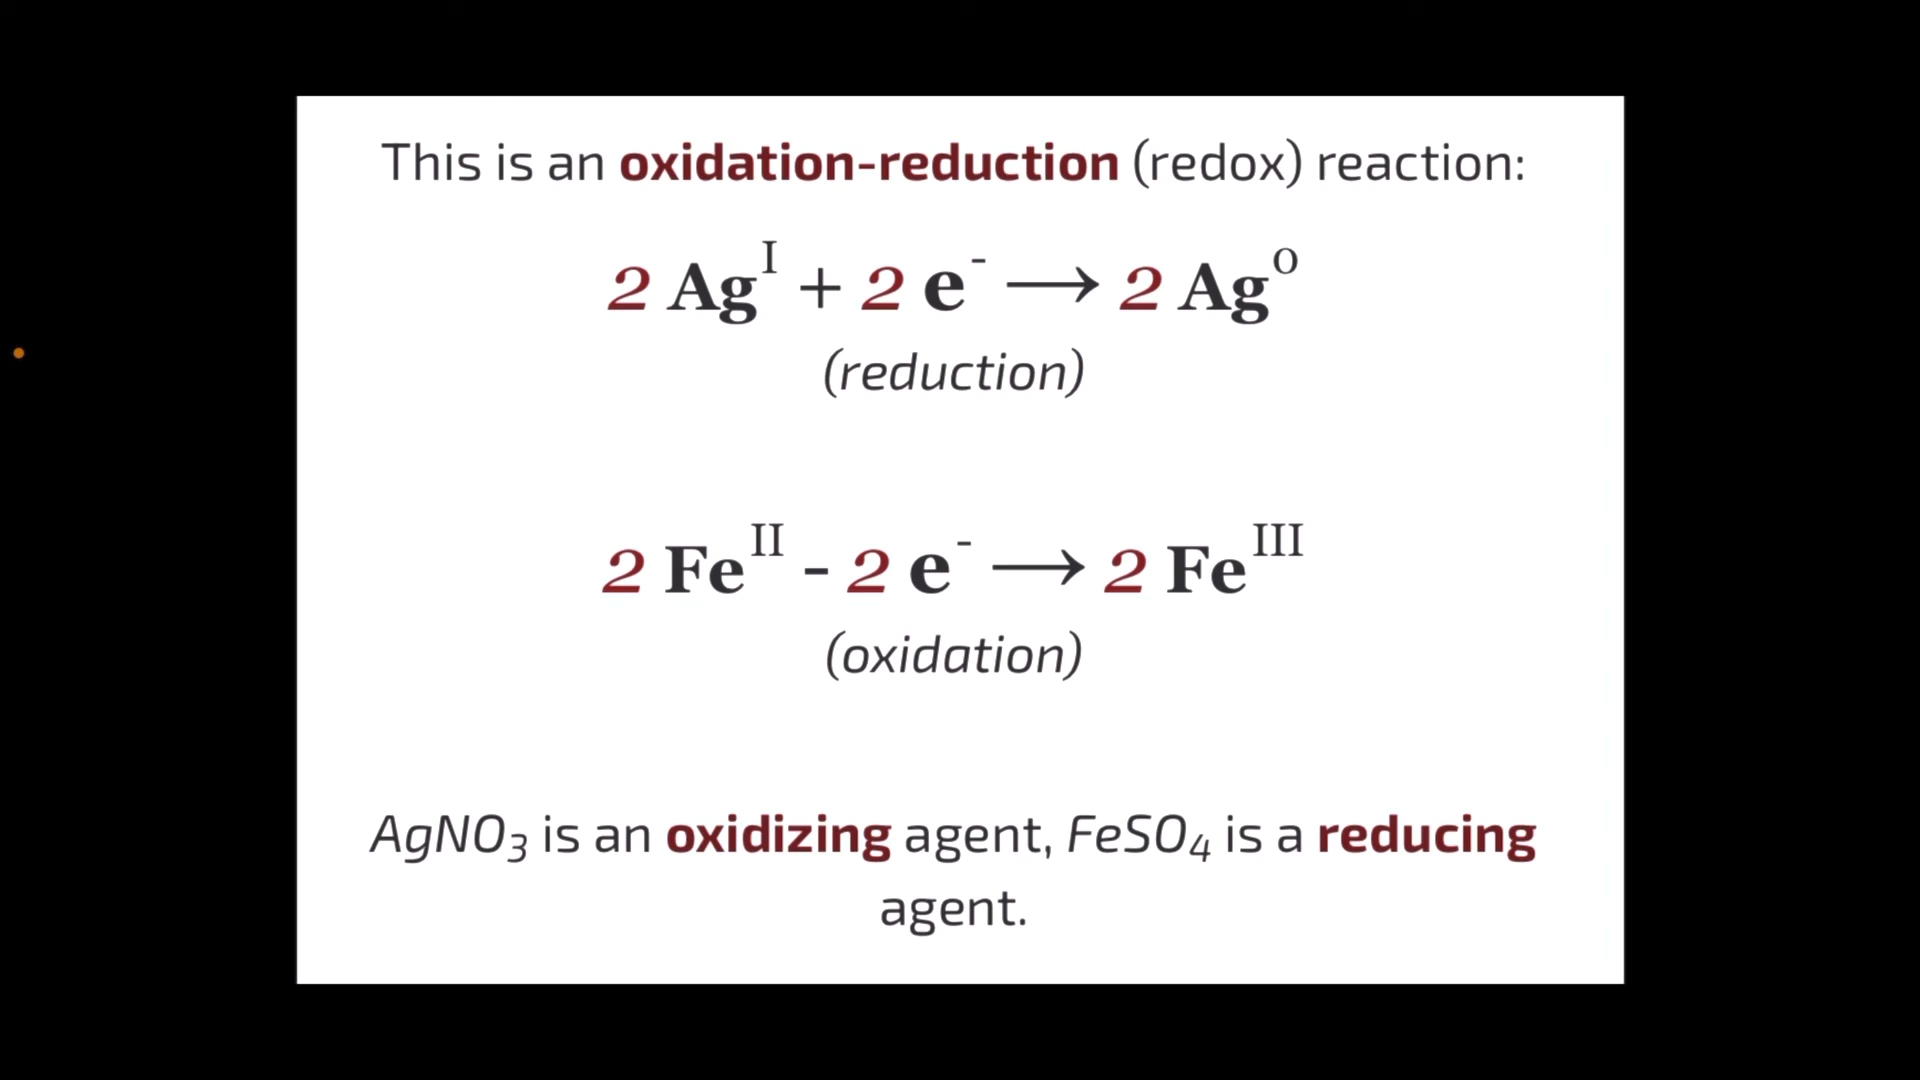 This is an oxidation-reduction (redox) reaction:
2 Ag^I + 2 e^- ⟶ 2 Ag^0
(reduction)
2 Fe^II - 2 e^- ⟶ 2 Fe^III
(oxidation)
AgNO₃ is an oxidizing agent, FeSO₄ is a reducing
agent.